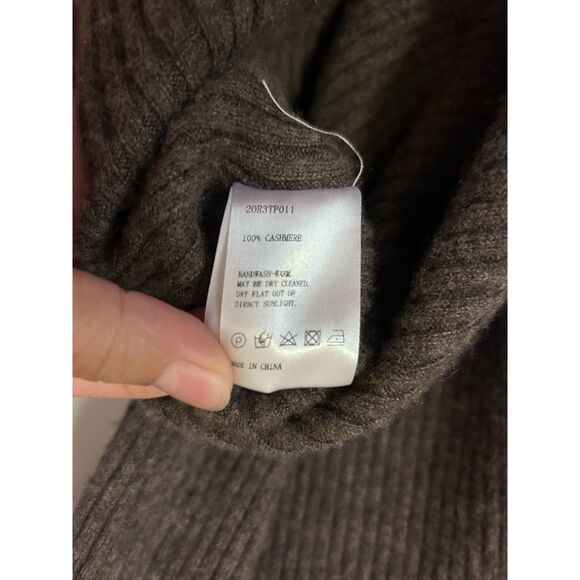 20R3TP011
100% CASHMERE
HANDWASH-WARM.
MAY BE DRY CLEANED.
DRY FLAT OUT OF
DIRECT SUNLIGHT.
P
MADE IN CHINA